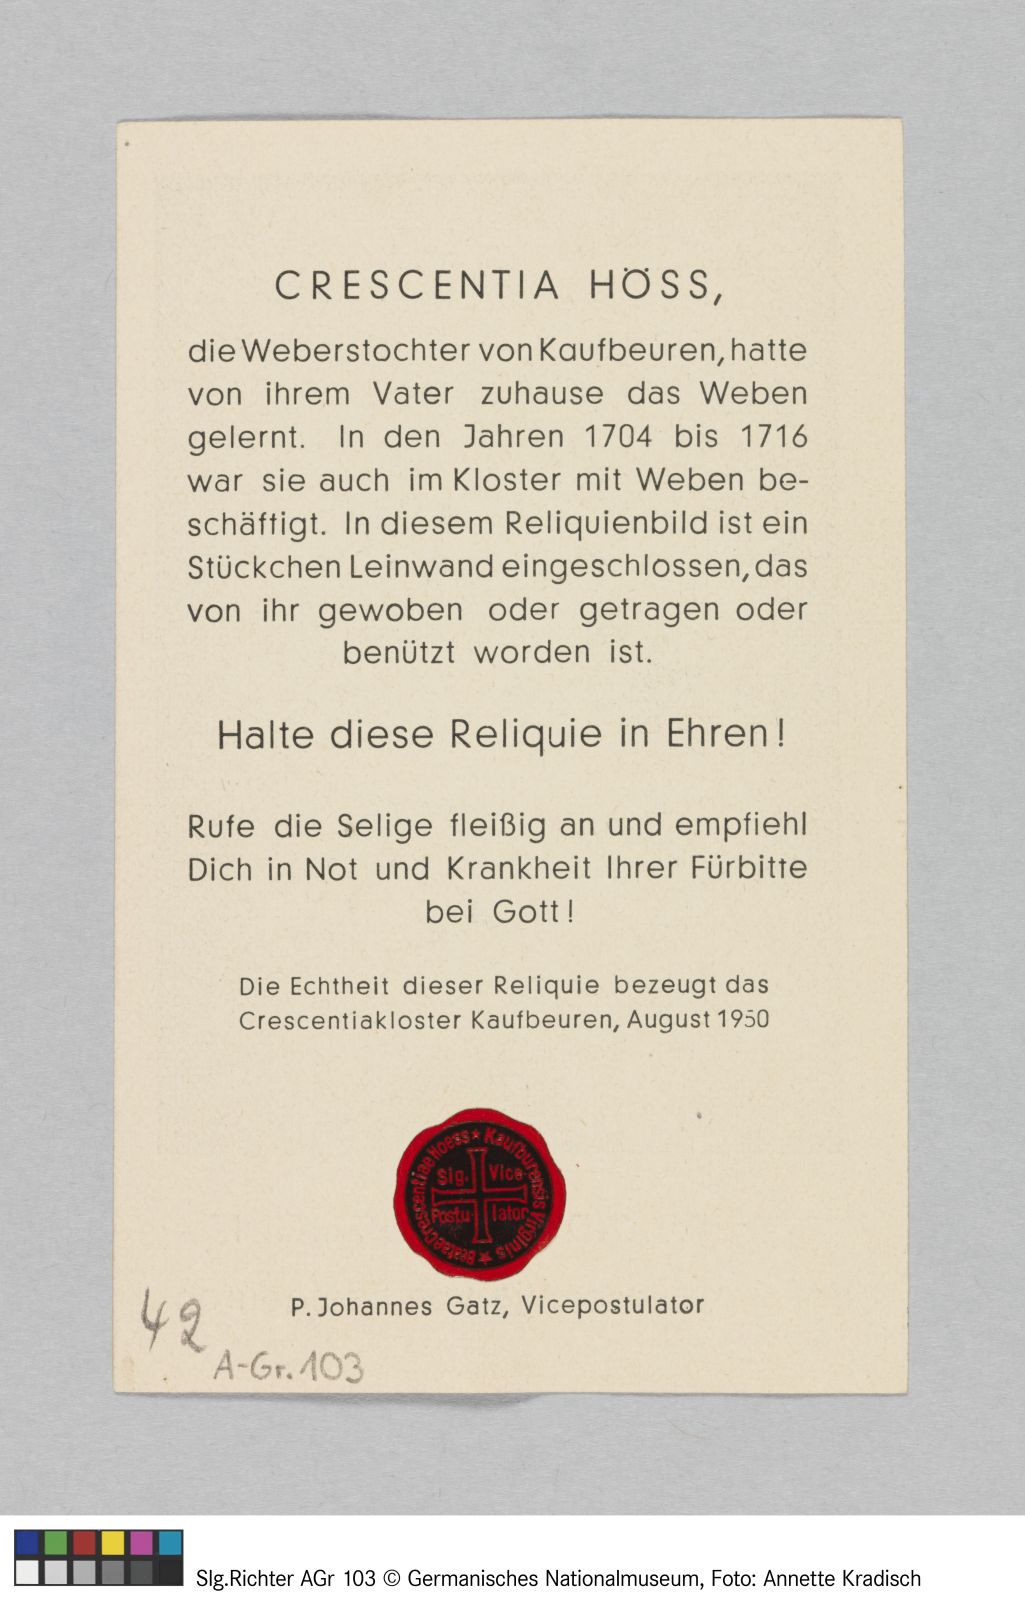 CRESCENTIA HÖSS,
die Weberstochter von Kaufbeuren, hatte
von ihrem Vater zuhause das Weben
gelernt. In den Jahren 1704 bis 1716
war sie auch im Kloster mit Weben be-
schäftigt. In diesem Reliquienbild ist ein
Stückchen Leinwand eingeschlossen, das
von ihr gewoben oder getragen oder
benützt worden ist.
Halte diese Reliquie in Ehren!
Rufe die Selige fleißig an und empfiehl
Dich in Not und Krankheit Ihrer Fürbitte
bei Gott!
Die Echtheit dieser Reliquie bezeugt das
Crescentiakloster Kaufbeuren, August 1950
Beatae Crescentiae Hoess ★ Kaufburensis Virginis ★
Sig. Vice
Postu- lator
P. Johannes Gatz, Vicepostulator
42
A-Gr. 103
Slg.Richter AGr 103 © Germanisches Nationalmuseum, Foto: Annette Kradisch